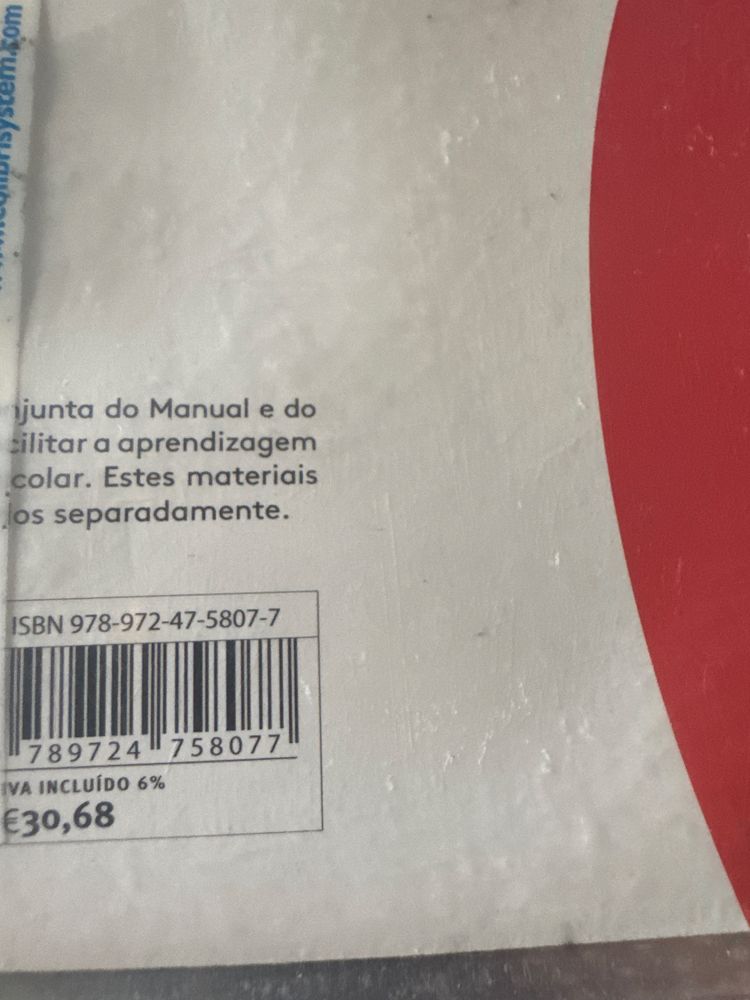 njunta do Manual e do
cilitar a aprendizagem
colar. Estes materiais
los separadamente.
ISBN 978-972-47-5807-7
789724 758077
IVA INCLUÍDO 6%
€30,68